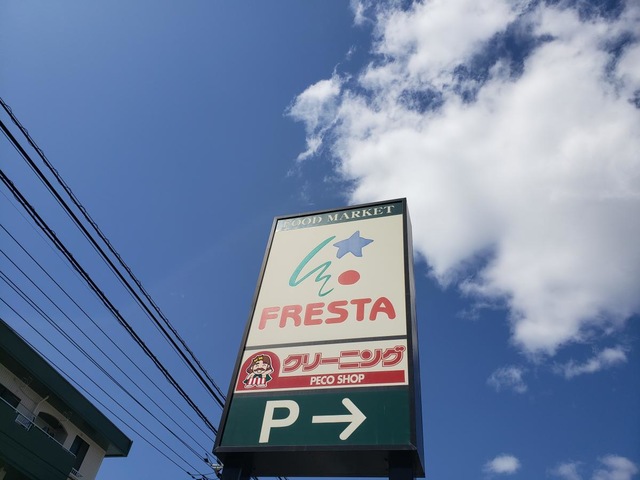 FOOD MARKET
FRESTA
クリーニング
PECO SHOP
P →